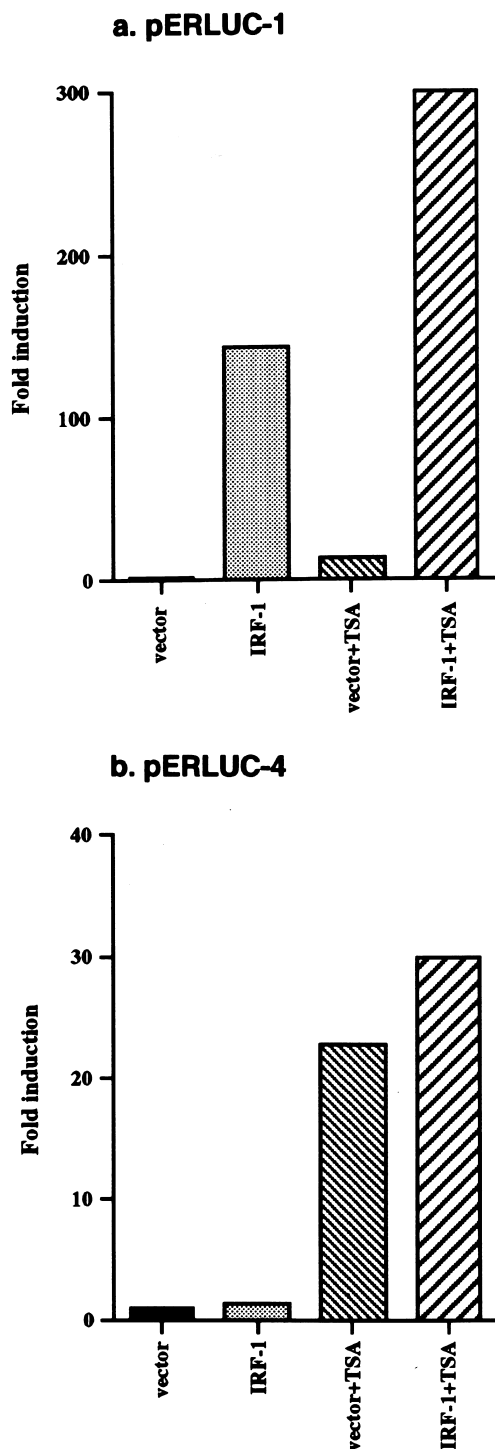 a. pERLUC-1
300
200
100
0
Fold induction
vector
IRF-1
vector+TSA
IRF-1+TSA
b. pERLUC-4
40
30
20
10
0
Fold induction
vector
IRF-1
vector+TSA
IRF-1+TSA